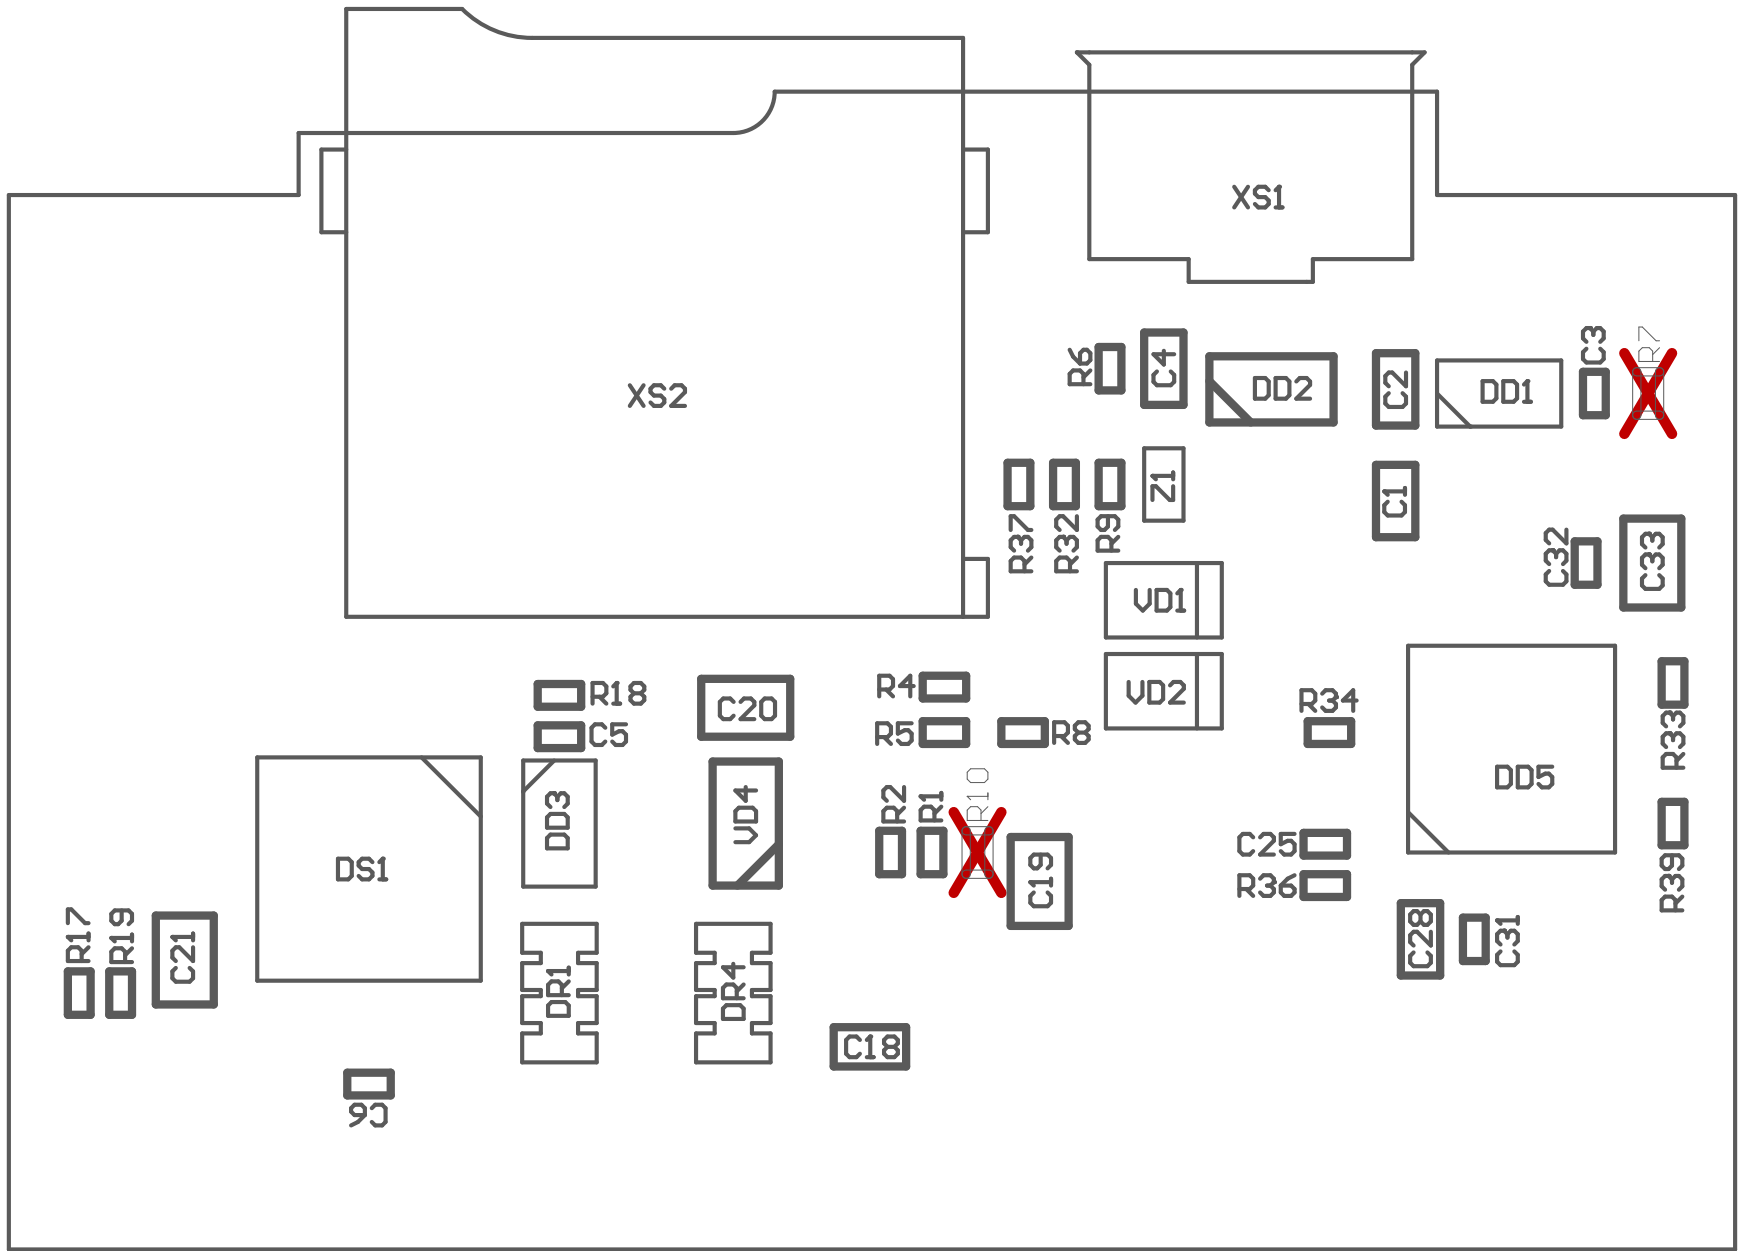 XS1
XS2
C3
R7
R6
C4
DD2
C2
DD1
Z1
C1
R37
R32
R9
C32
C33
VD1
R4
R18
C20
VD2
R34
C5
R5
R8
R33
DD5
R10
R2
R1
DD3
VD4
C25
DS1
C19
R36
R39
R17
R19
C21
C28
C31
DR1
DR4
C18
C6